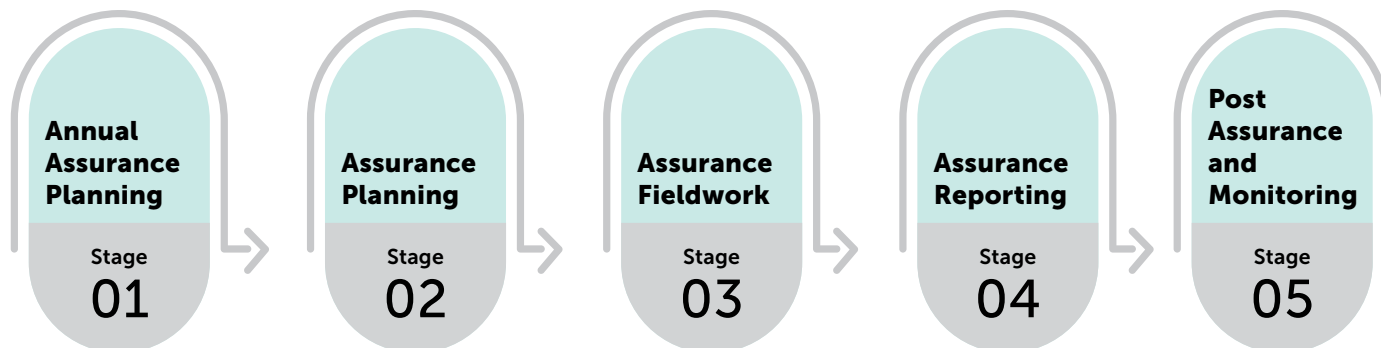 Annual
Assurance
Planning
Stage
01
Assurance
Planning
Stage
02
Assurance
Fieldwork
Stage
03
Assurance
Reporting
Stage
04
Post
Assurance
and
Monitoring
Stage
05